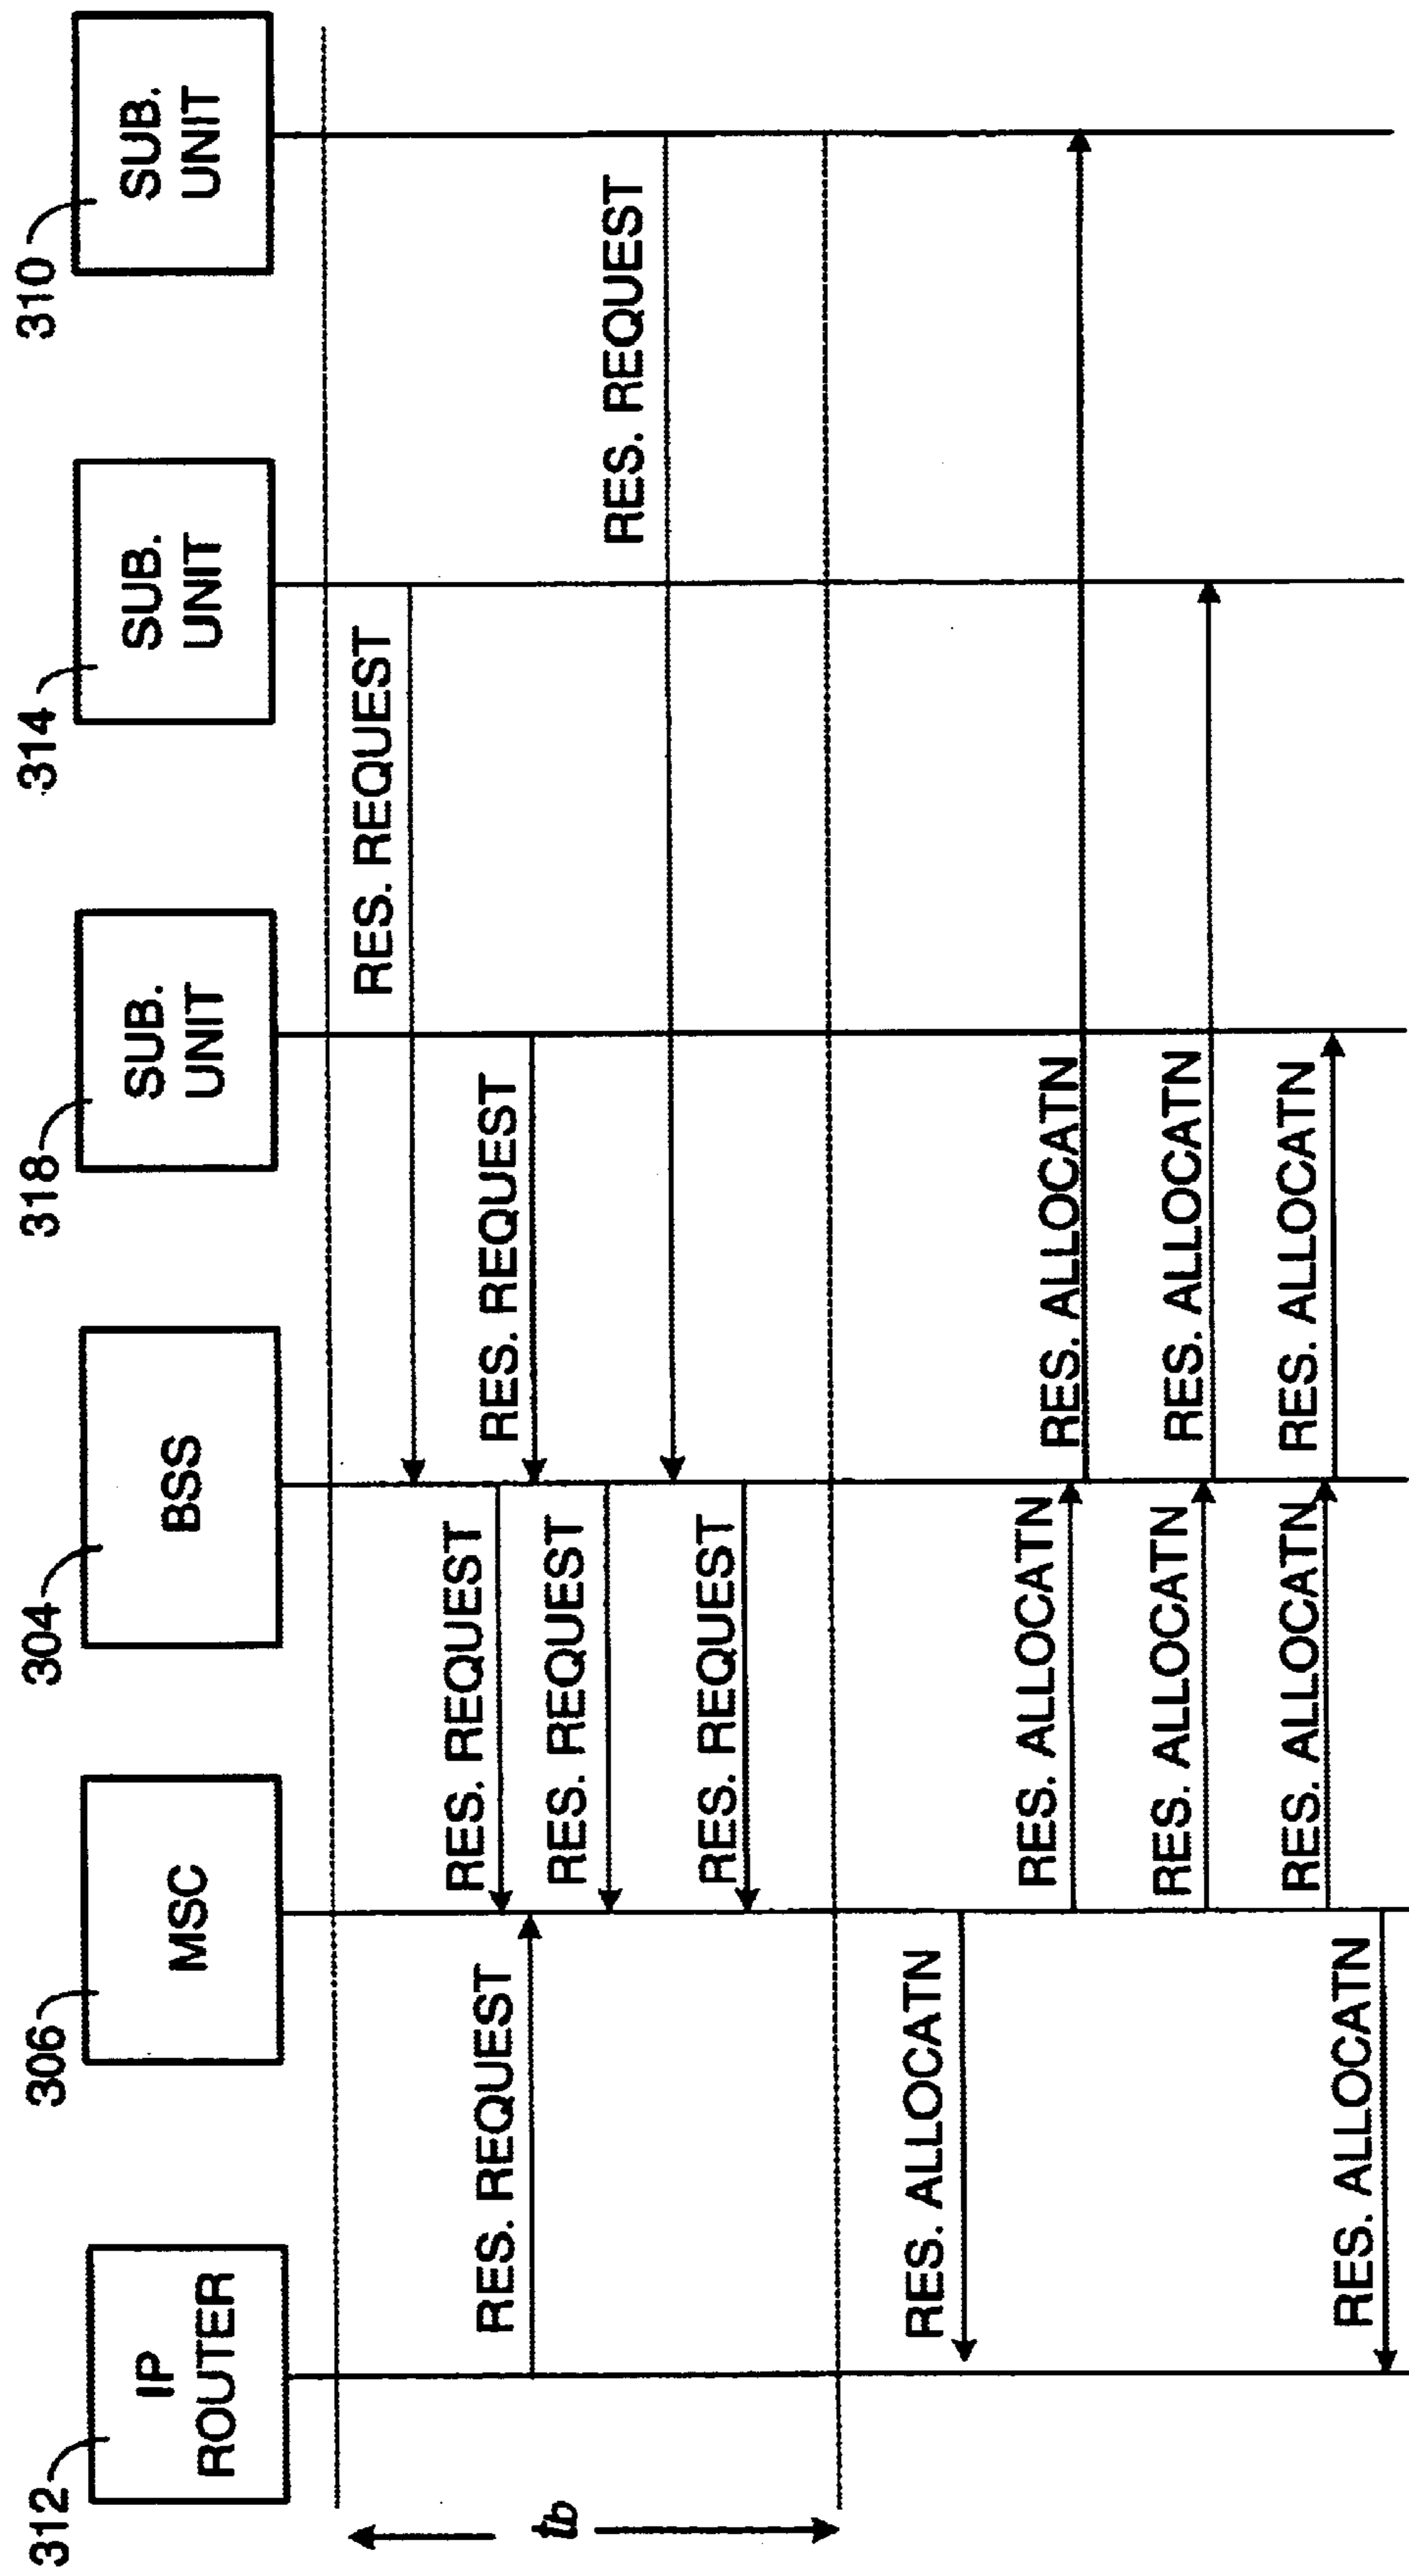 312
306
304
318
314
310
IP
ROUTER
MSC
BSS
SUB.
UNIT
SUB.
UNIT
SUB.
UNIT
RES. REQUEST
RES. REQUEST
RES. REQUEST
RES. REQUEST
tb
RES. REQUEST
RES. REQUEST
RES. REQUEST
RES. ALLOCATN
RES. ALLOCATN
RES. ALLOCATN
RES. ALLOCATN
RES. ALLOCATN
RES. ALLOCATN
RES. ALLOCATN
RES. ALLOCATN